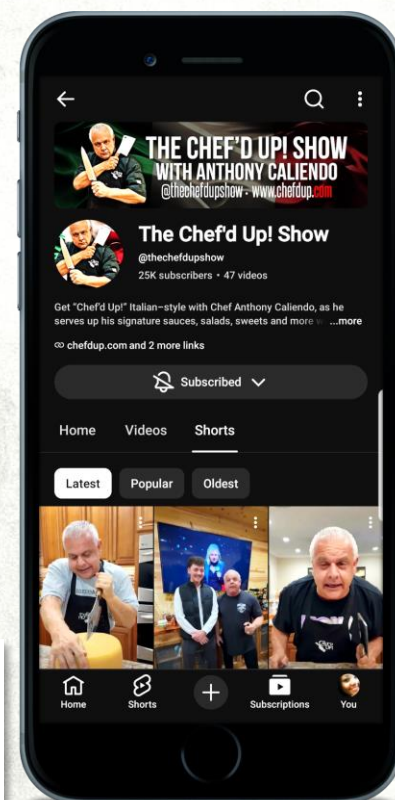 THE CHEF'D UP! SHOW
WITH ANTHONY CALIENDO
@thechefdupshow - www.chefdup.com
The Chef'd Up! Show
@thechefdupshow
25K subscribers • 47 videos
Get "Chef'd Up!" Italian-style with Chef Anthony Caliendo, as he
serves up his signature sauces, salads, sweets and more ...more
chefdup.com and 2 more links
Subscribed
Home Videos Shorts
Latest Popular Oldest
Home Shorts Subscriptions You